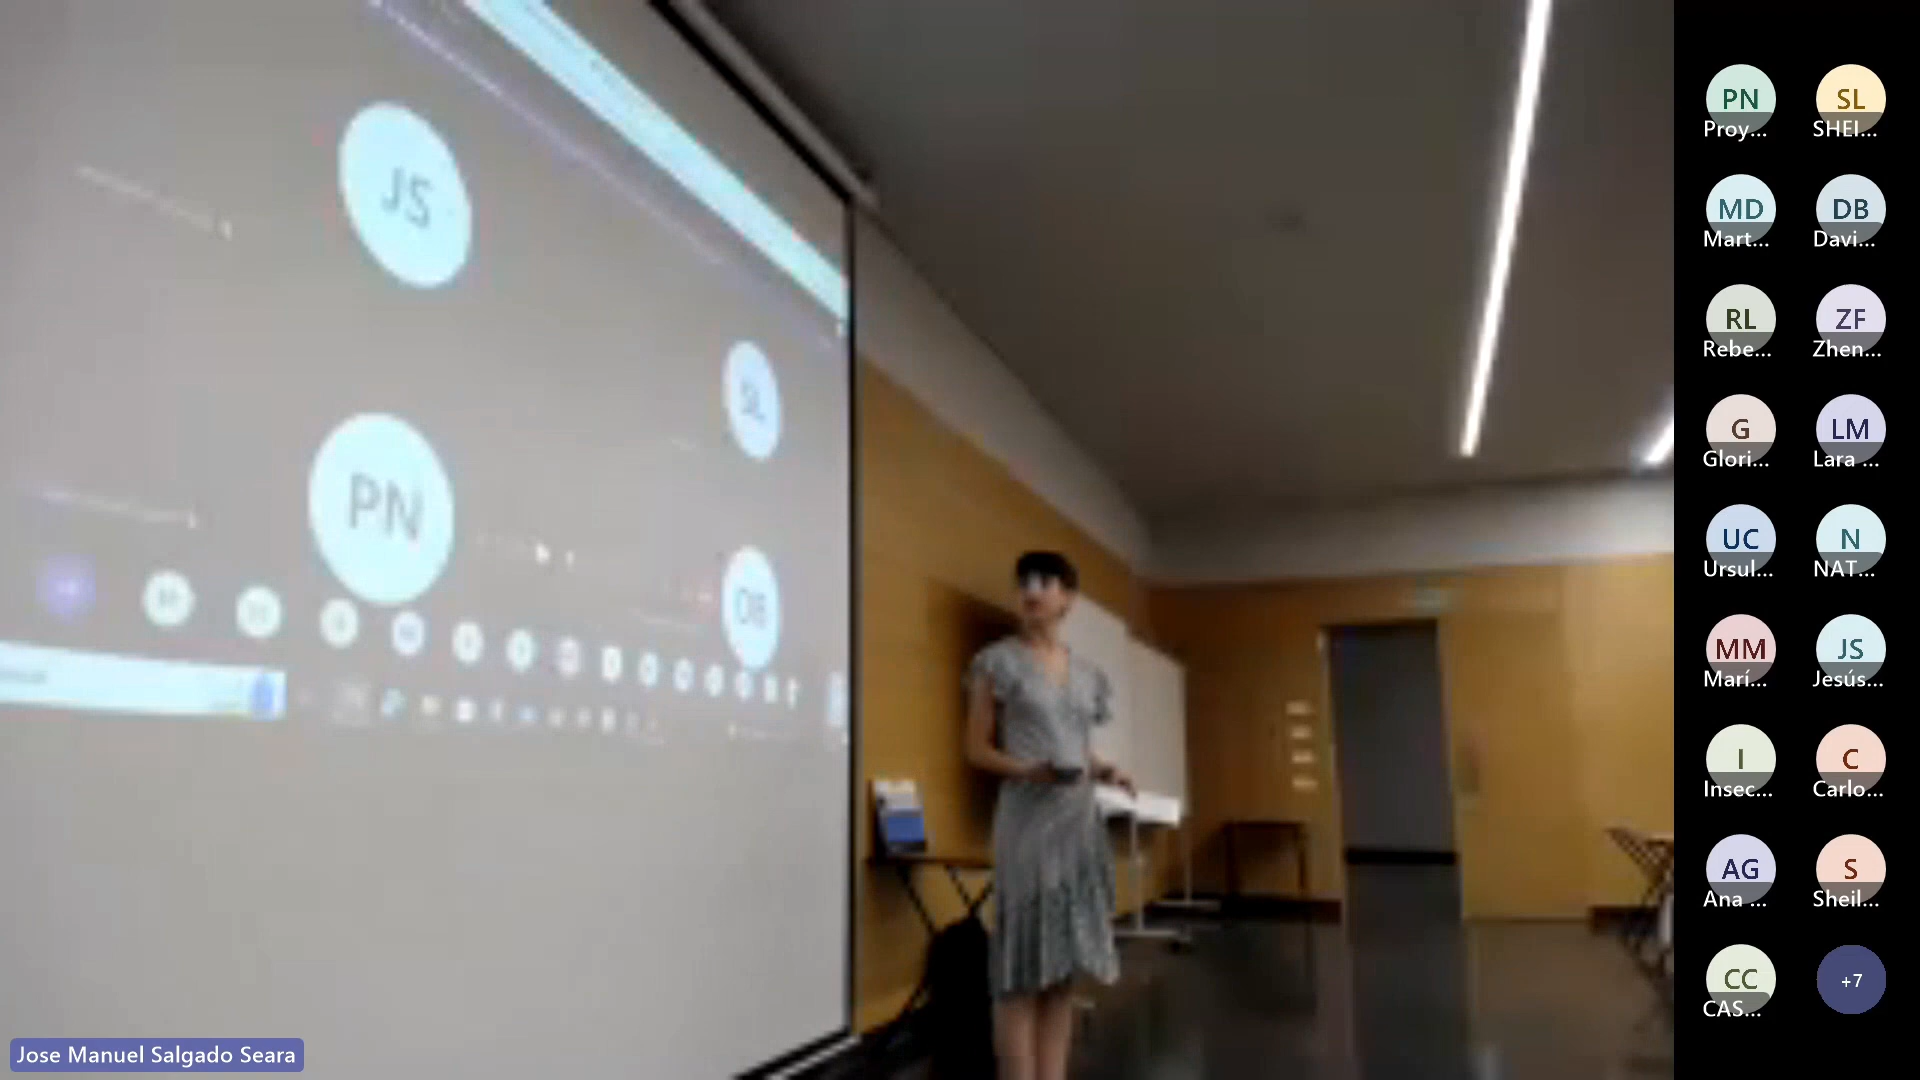 JS
SL
PN
DB
Jose Manuel Salgado Seara
PN
Proy...
SL
SHEI...
MD
Mart...
DB
Davi...
RL
Rebe...
ZF
Zhen...
G
Glori...
LM
Lara ...
UC
Ursul...
N
NAT...
MM
Marí...
JS
Jesús...
I
Insec...
C
Carlo...
AG
Ana ...
S
Sheil...
CC
CAS...
+7